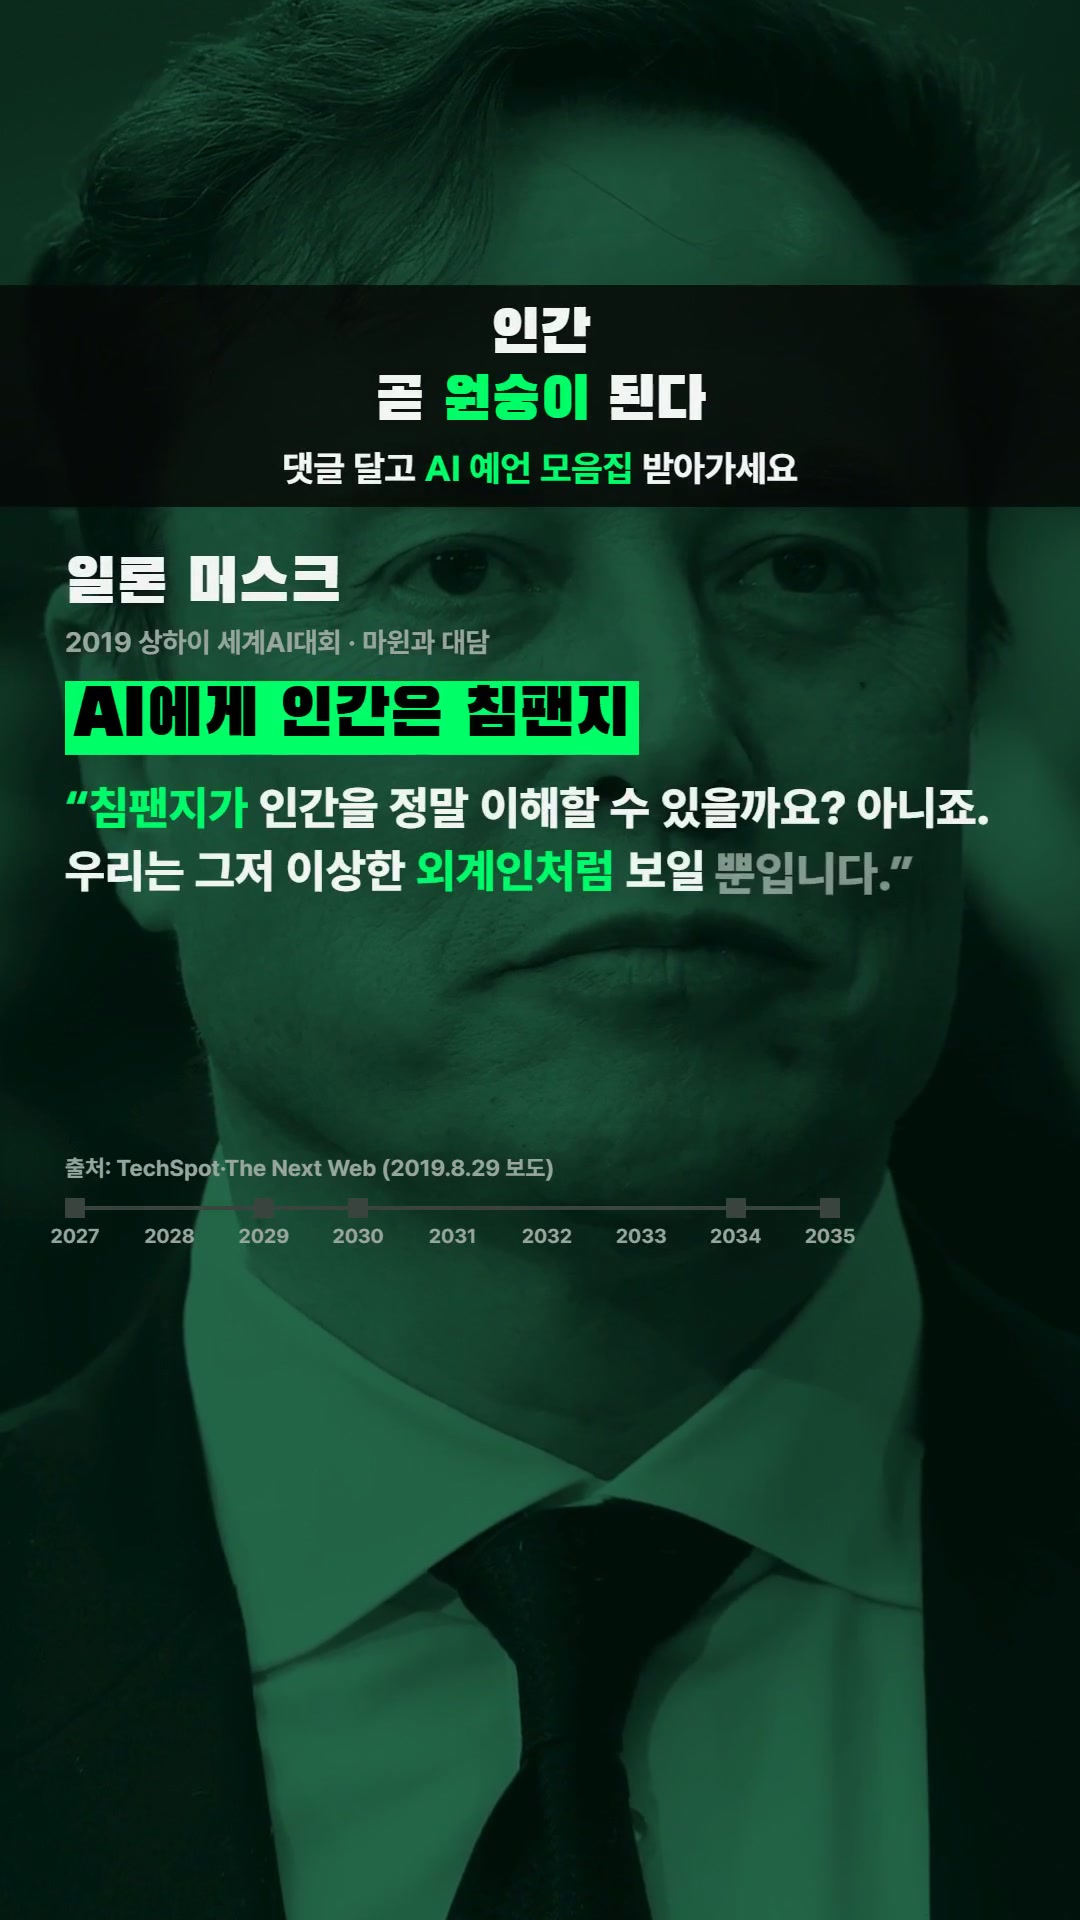 인간
곧 원숭이 된다
댓글 달고 AI 예언 모음집 받아가세요
일론 머스크
2019 상하이 세계AI대회 · 마윈과 대담
AI에게 인간은 침팬지
“침팬지가 인간을 정말 이해할 수 있을까요? 아니죠.
우리는 그저 이상한 외계인처럼 보일 뿐입니다.”
출처: TechSpot·The Next Web (2019.8.29 보도)
2027 2028 2029 2030 2031 2032 2033 2034 2035